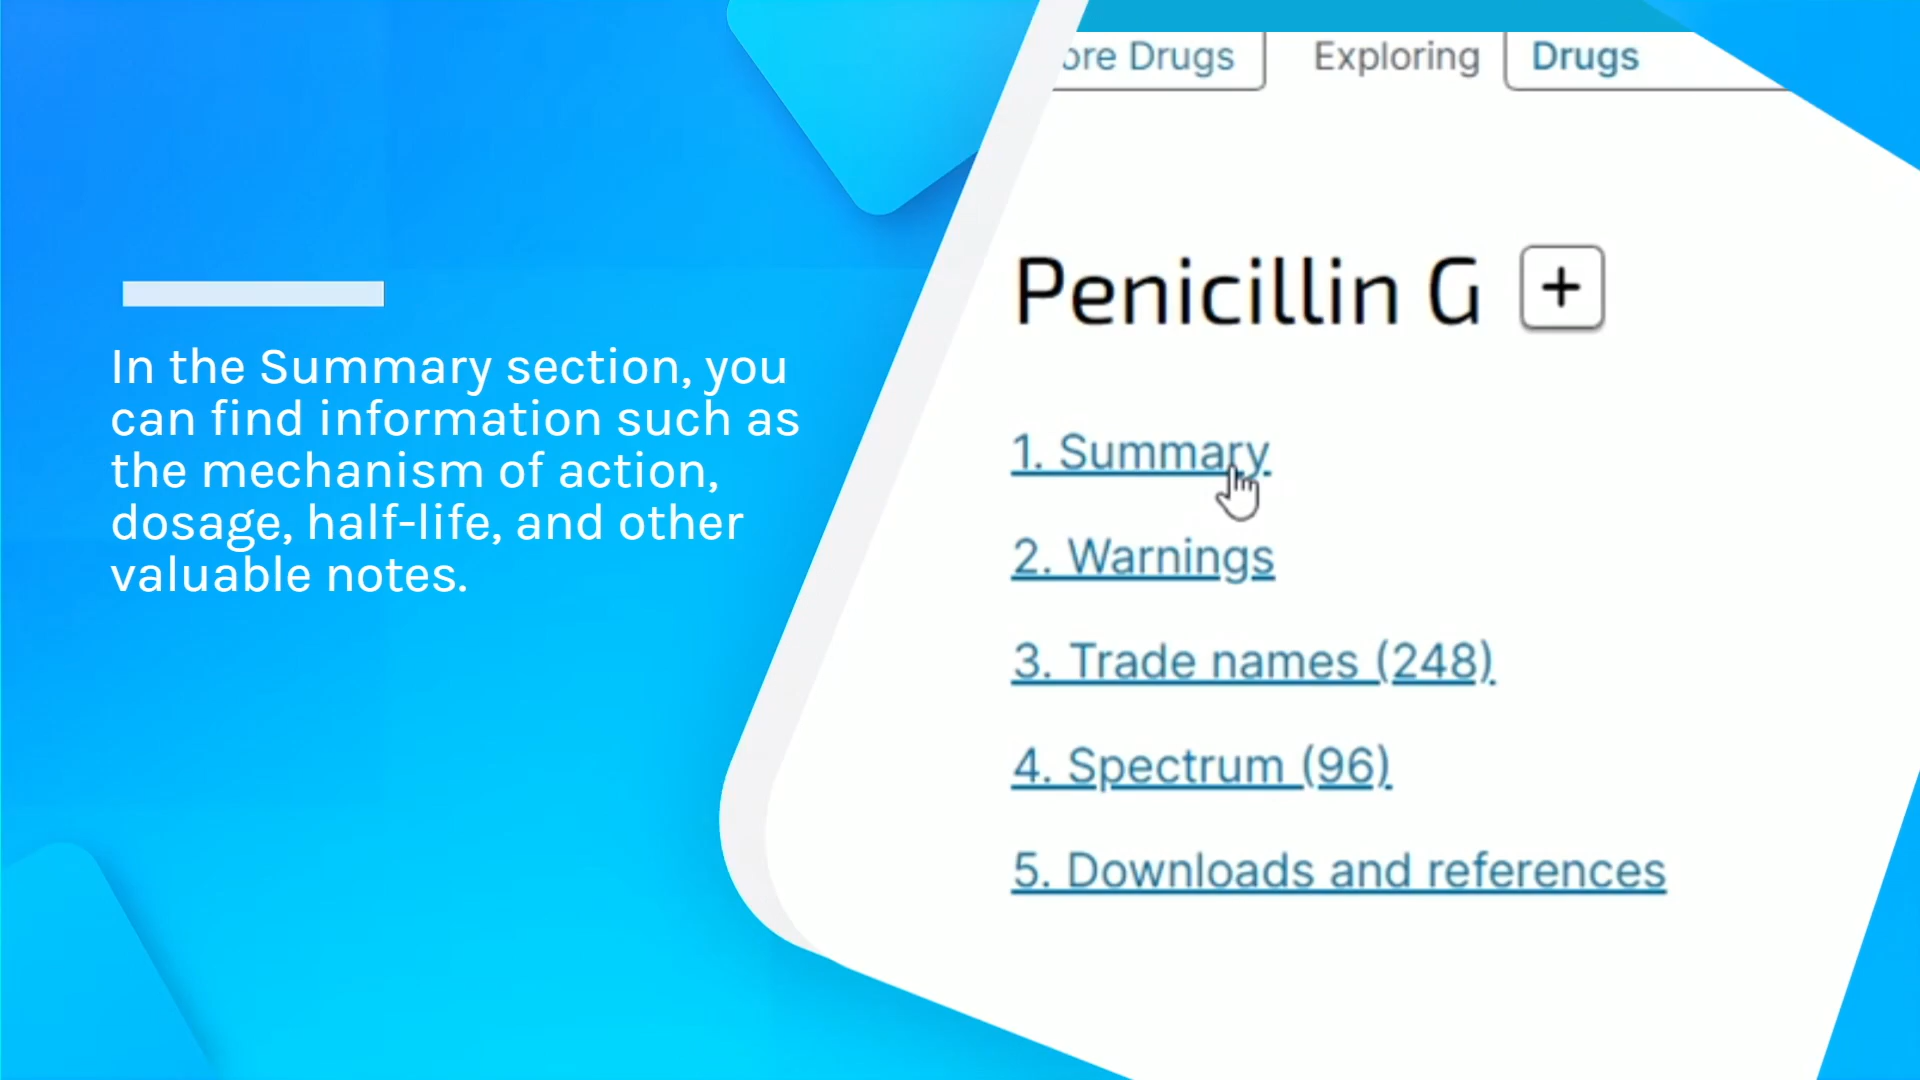 In the Summary section, you
can find information such as
the mechanism of action,
dosage, half-life, and other
valuable notes.
Drugs Exploring Drugs
Penicillin G +
1. Summary
2. Warnings
3. Trade names (248)
4. Spectrum (96)
5. Downloads and references